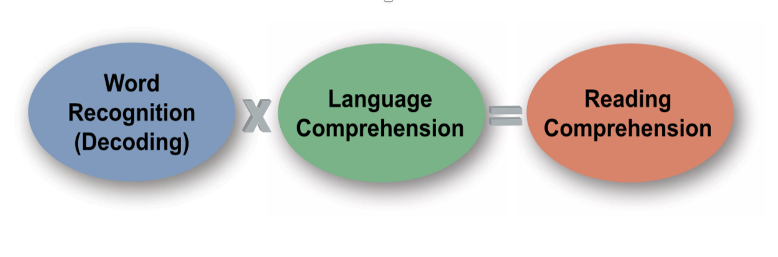 Word
Recognition
(Decoding)
X
Language
Comprehension
=
Reading
Comprehension